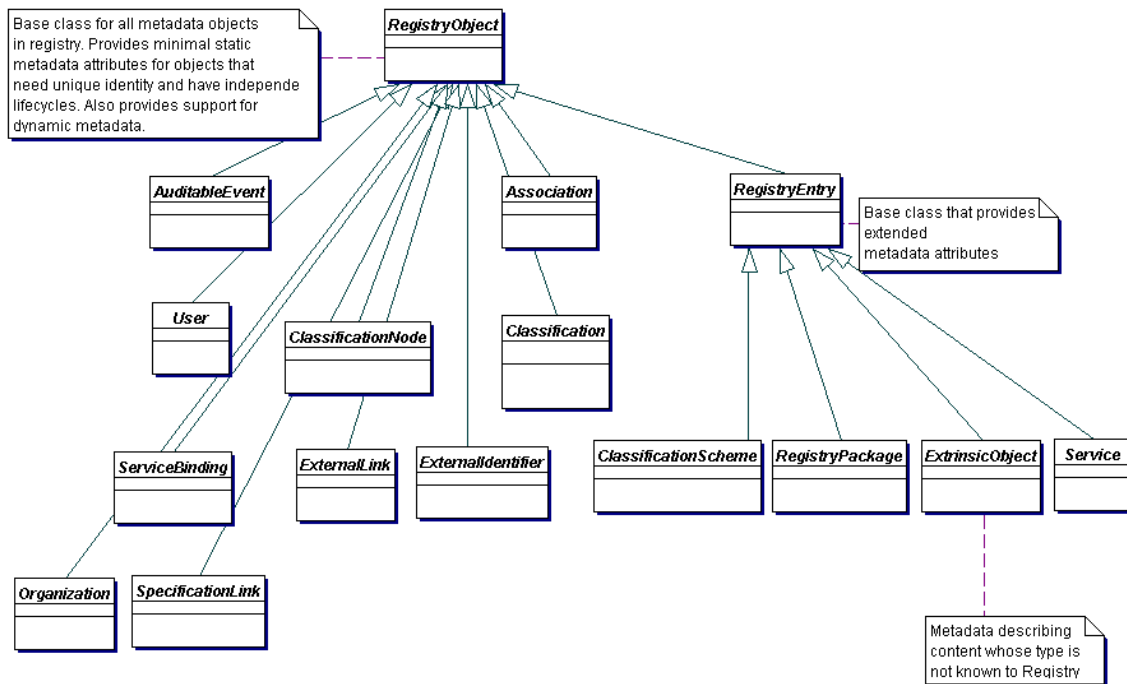 Base class for all metadata objects
in registry. Provides minimal static
metadata attributes for objects that
need unique identity and have independe
lifecycles. Also provides support for
dynamic metadata.
RegistryObject
AuditableEvent
Association
RegistryEntry
Base class that provides
extended
metadata attributes
User
ClassificationNode
Classification
ServiceBinding
ExternalLink
ExternalIdentifier
ClassificationScheme
RegistryPackage
ExtrinsicObject
Service
Organization
SpecificationLink
Metadata describing
content whose type is
not known to Registry